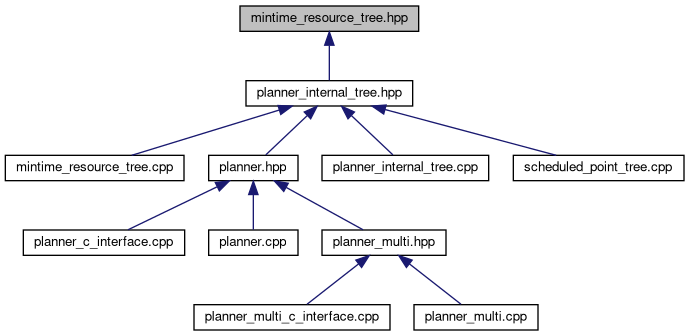 mintime_resource_tree.hpp
planner_internal_tree.hpp
mintime_resource_tree.cpp
planner.hpp
planner_internal_tree.cpp
scheduled_point_tree.cpp
planner_c_interface.cpp
planner.cpp
planner_multi.hpp
planner_multi_c_interface.cpp
planner_multi.cpp